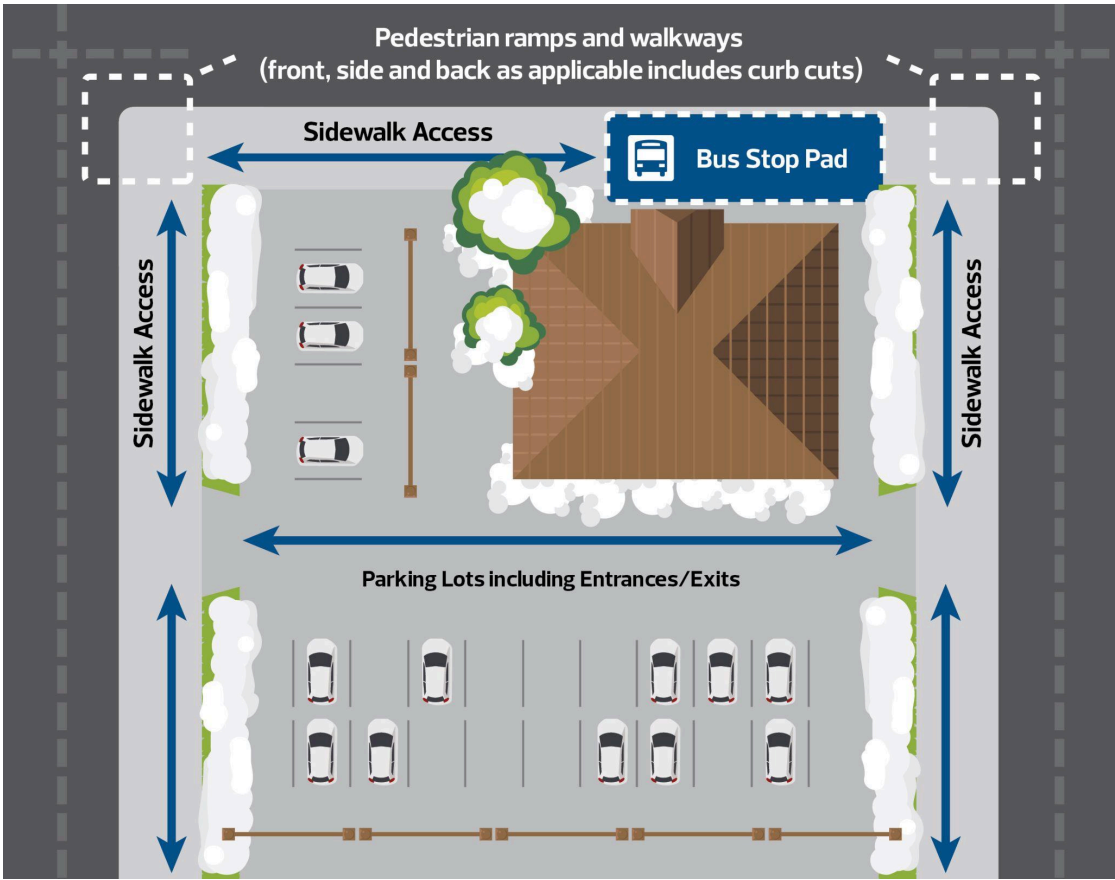 Pedestrian ramps and walkways
(front, side and back as applicable includes curb cuts)
Sidewalk Access
Bus Stop Pad
Sidewalk Access
Sidewalk Access
Parking Lots including Entrances/Exits